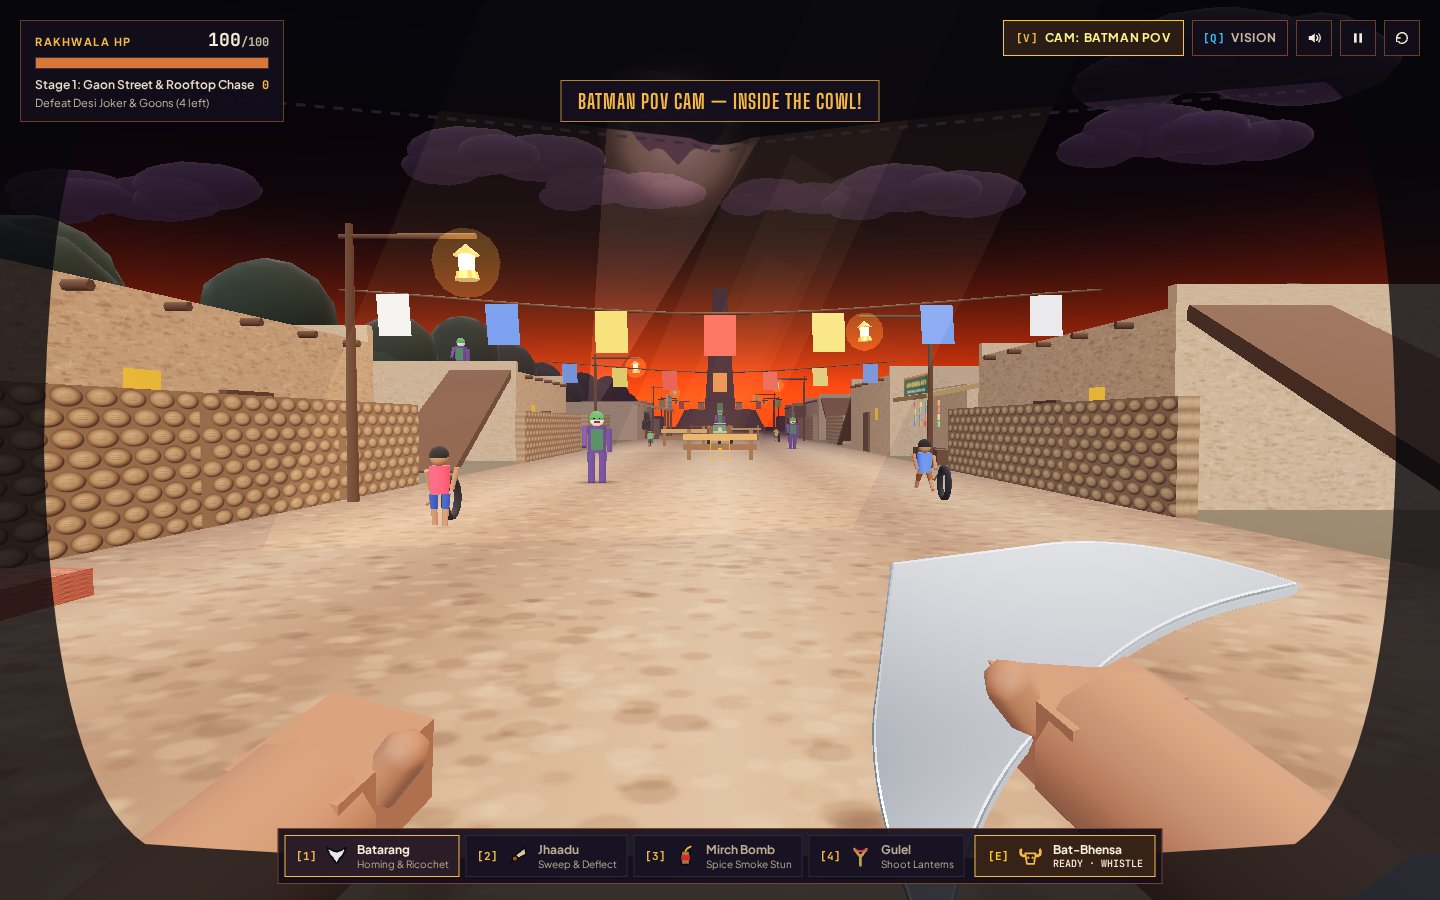 RAKHWALA HP 100/100
Stage 1: Gaon Street & Rooftop Chase 0
Defeat Desi Joker & Goons (4 left)
[V] CAM: BATMAN POV
[Q] VISION
BATMAN POV CAM — INSIDE THE COWL!
[1] Batarang
Homing & Ricochet
[2] Jhaadu
Sweep & Deflect
[3] Mirch Bomb
Spice Smoke Stun
[4] Gulel
Shoot Lanterns
[E] Bat-Bhensa
READY · WHISTLE